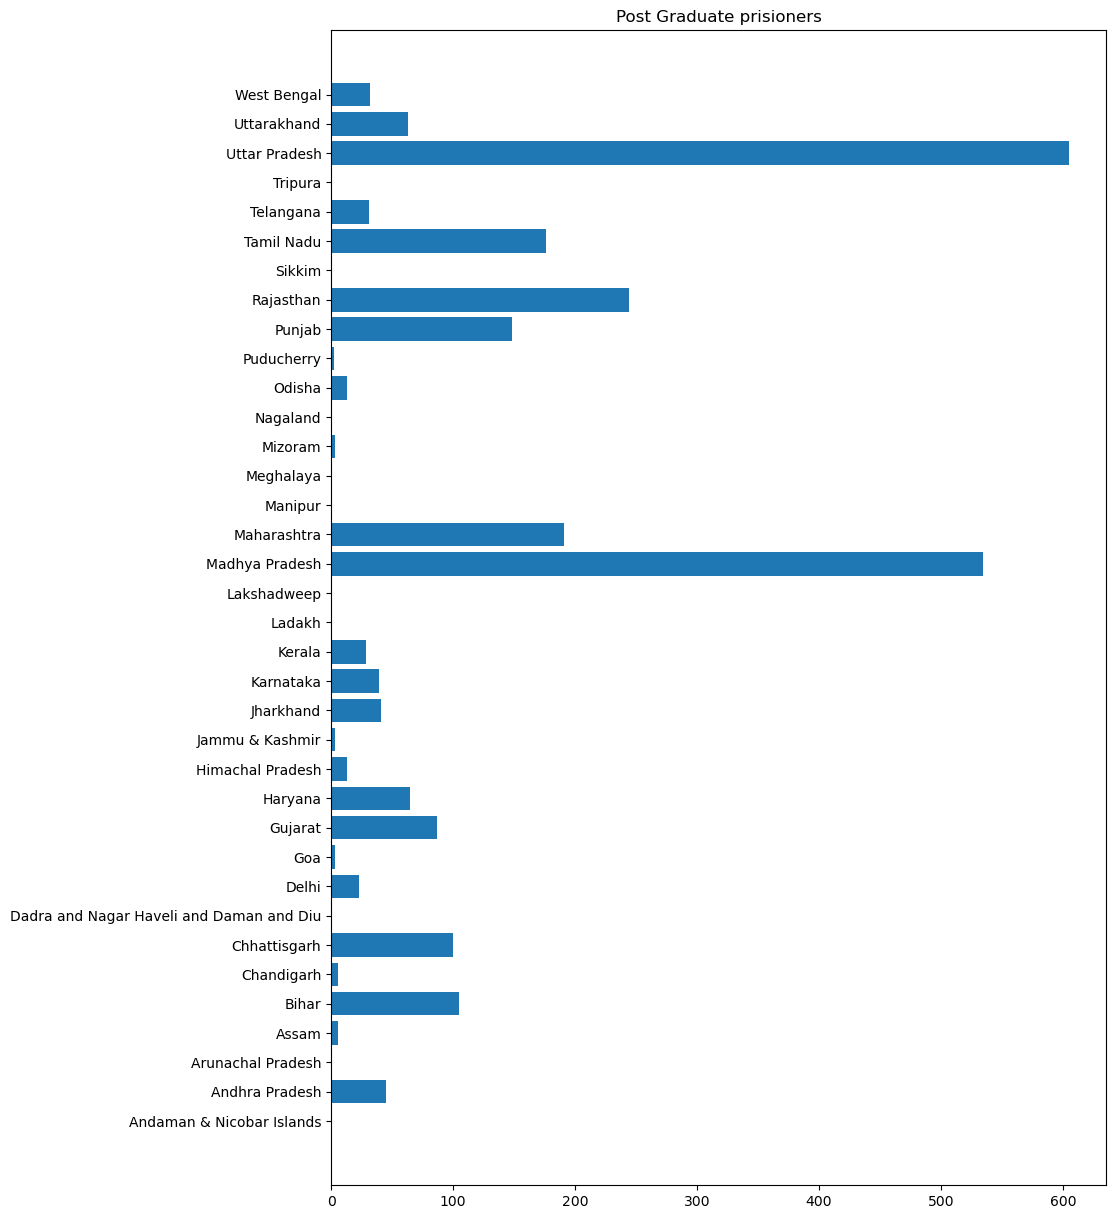 Post Graduate prisioners
West Bengal
Uttarakhand
Uttar Pradesh
Tripura
Telangana
Tamil Nadu
Sikkim
Rajasthan
Punjab
Puducherry
Odisha
Nagaland
Mizoram
Meghalaya
Manipur
Maharashtra
Madhya Pradesh
Lakshadweep
Ladakh
Kerala
Karnataka
Jharkhand
Jammu & Kashmir
Himachal Pradesh
Haryana
Gujarat
Goa
Delhi
Dadra and Nagar Haveli and Daman and Diu
Chhattisgarh
Chandigarh
Bihar
Assam
Arunachal Pradesh
Andhra Pradesh
Andaman & Nicobar Islands
0 100 200 300 400 500 600